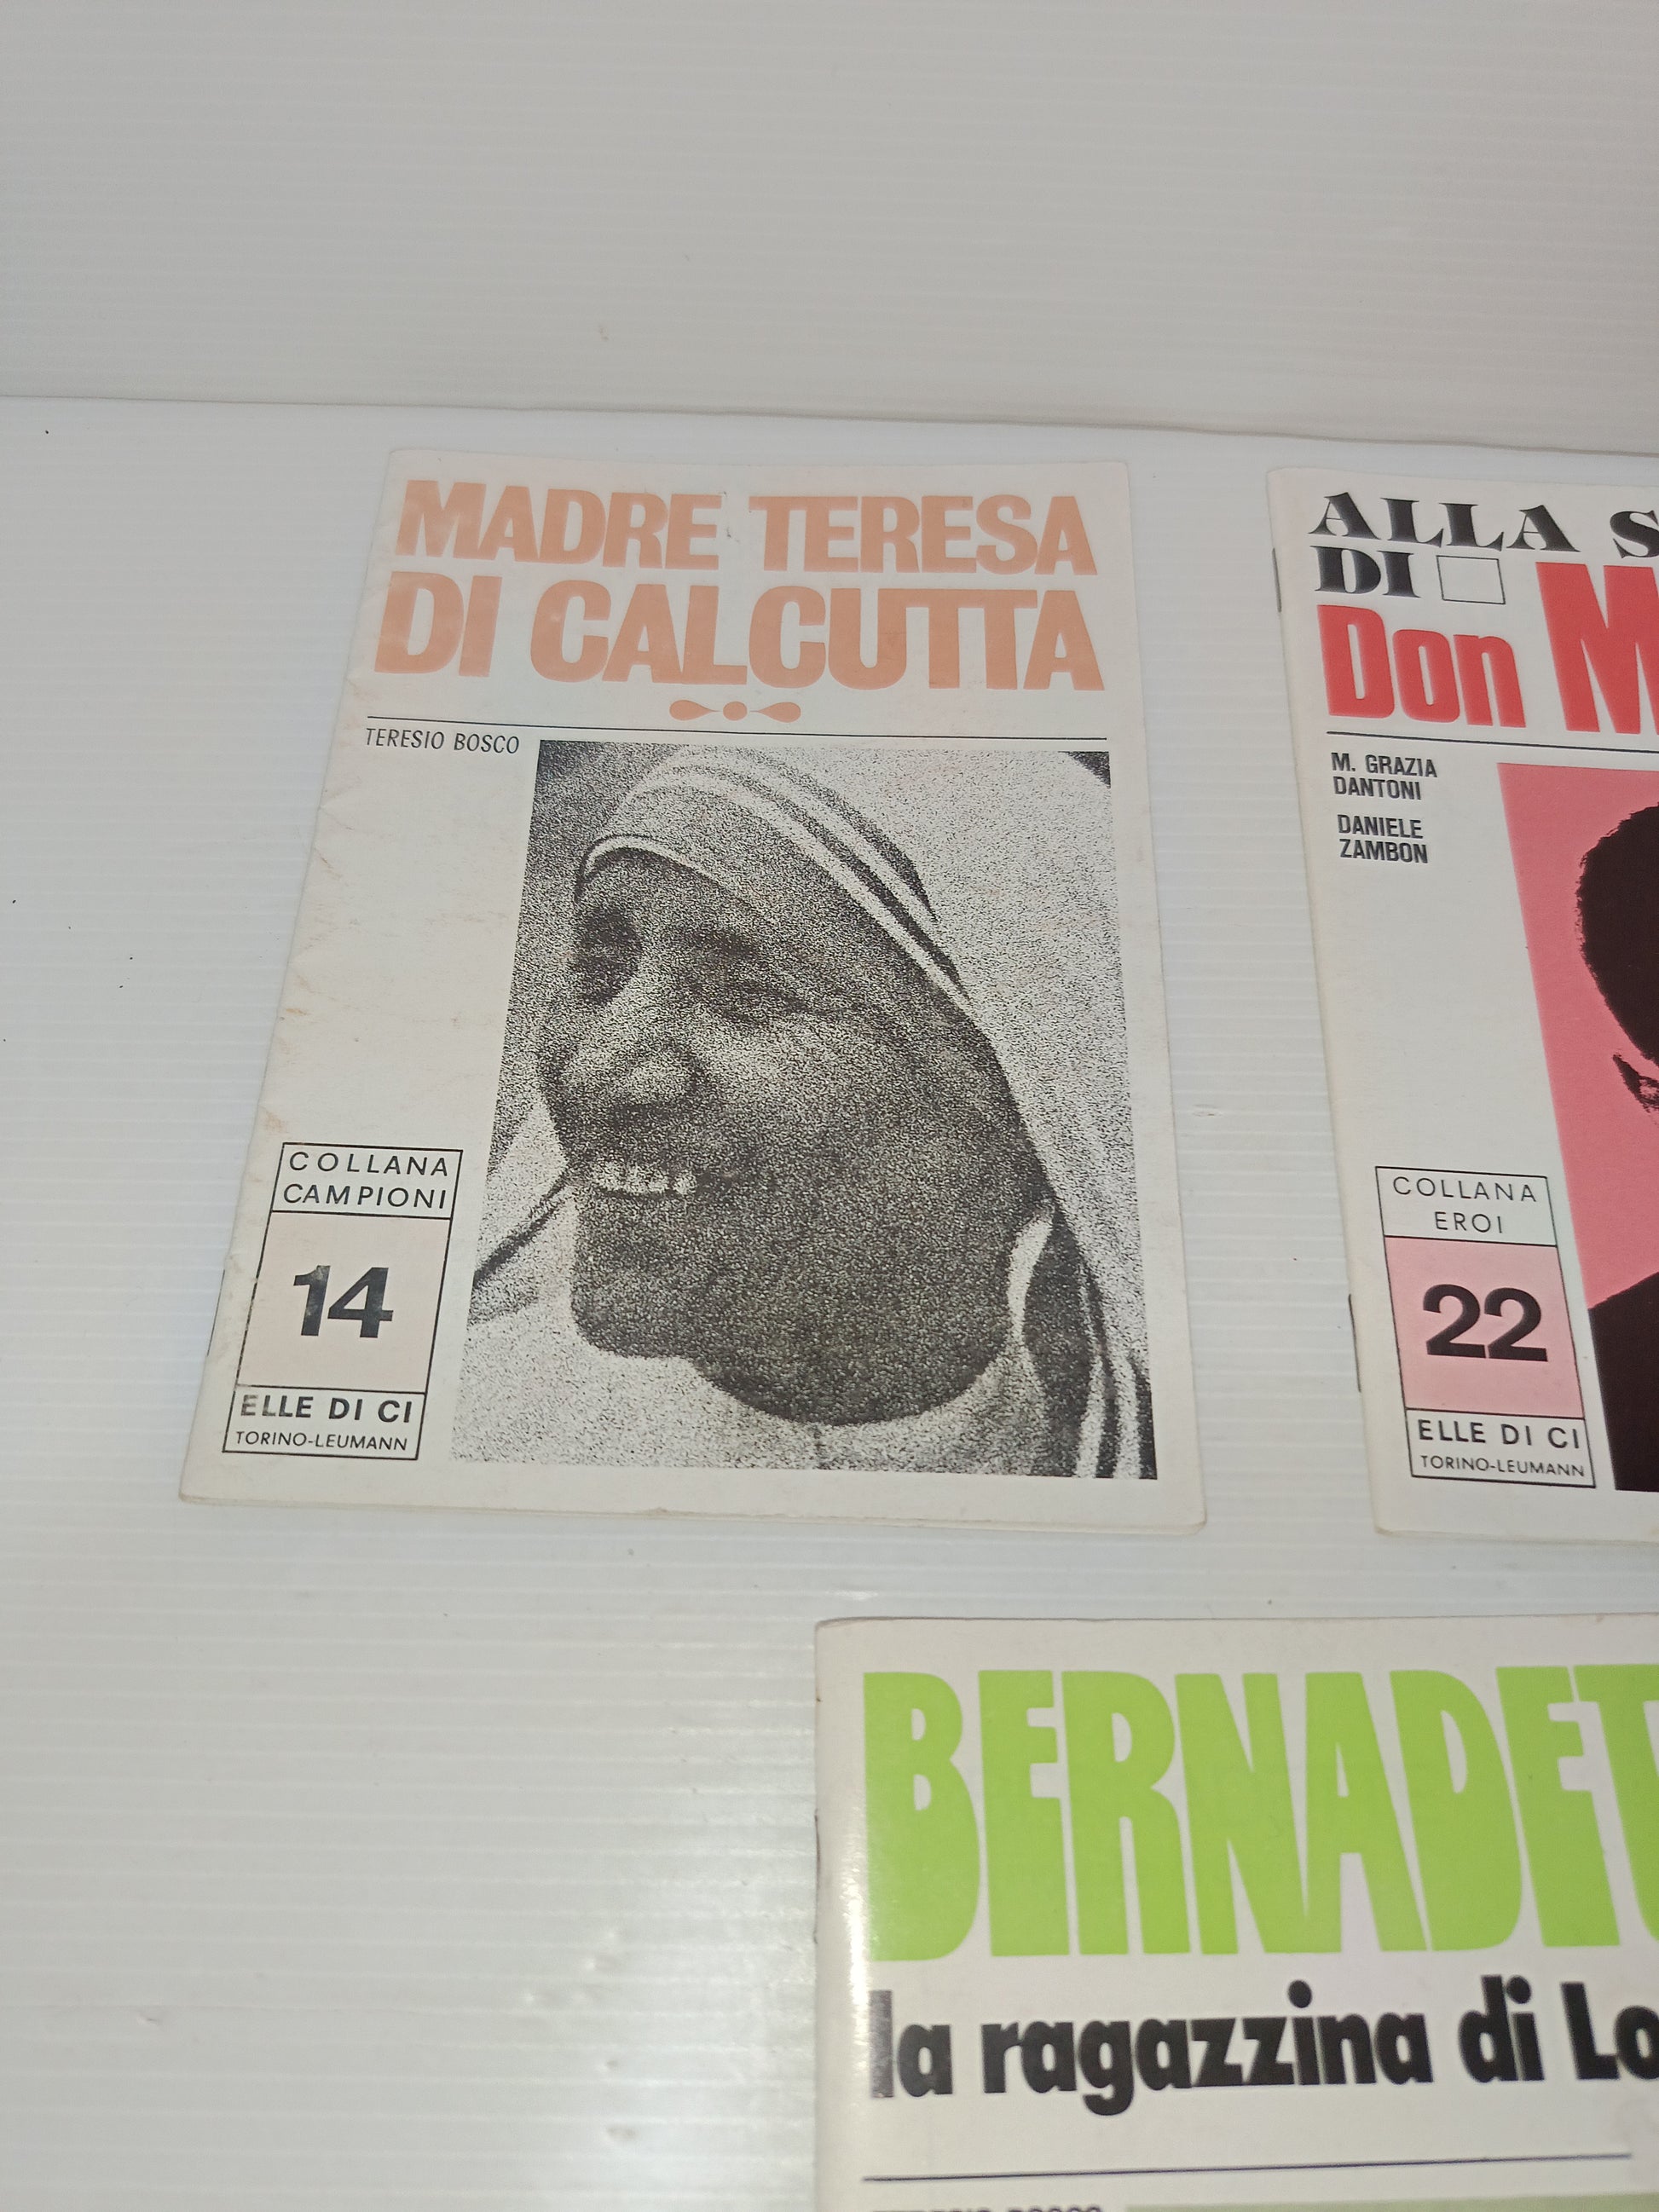 MADRE TERESA
DI CALCUTTA
TERESIO BOSCO
COLLANA
CAMPIONI
14
ELLE DI CI
TORINO-LEUMANN
ALLA S
DI
Don M
M. GRAZIA
DANTONI
DANIELE
ZAMBON
COLLANA
EROI
22
ELLE DI CI
TORINO-LEUMANN
BERNADET
la ragazzina di Lo